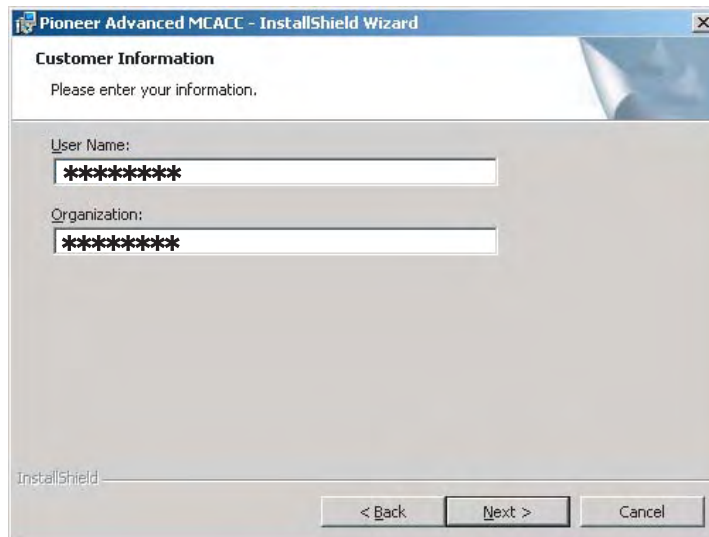 Pioneer Advanced MCACC - InstallShield Wizard
Customer Information
Please enter your information.
User Name:
********
Organization:
********
InstallShield
< Back Next > Cancel